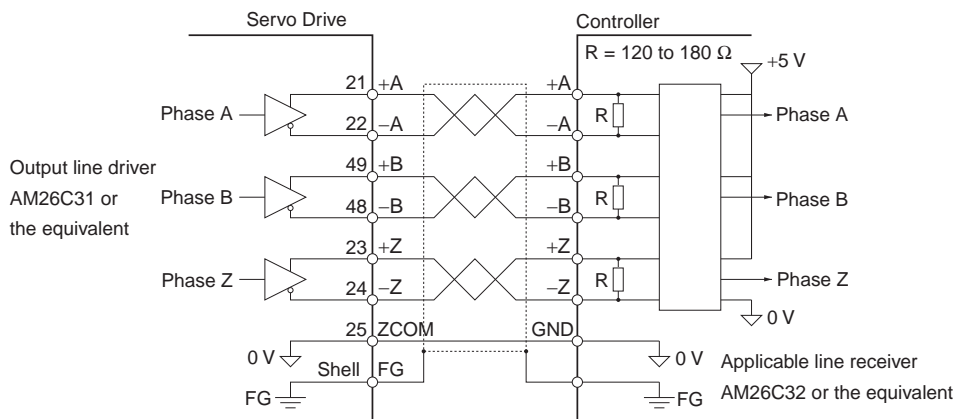 Servo Drive
Controller
R = 120 to 180 Ω
+5 V
21 +A
+A
Phase A
R
Phase A
22 −A
−A
Output line driver
AM26C31 or
the equivalent
49 +B
+B
Phase B
R
Phase B
48 −B
−B
23 +Z
+Z
Phase Z
R
Phase Z
24 −Z
−Z
0 V
25 ZCOM
GND
0 V
0 V
Shell FG
FG
FG
Applicable line receiver
AM26C32 or the equivalent